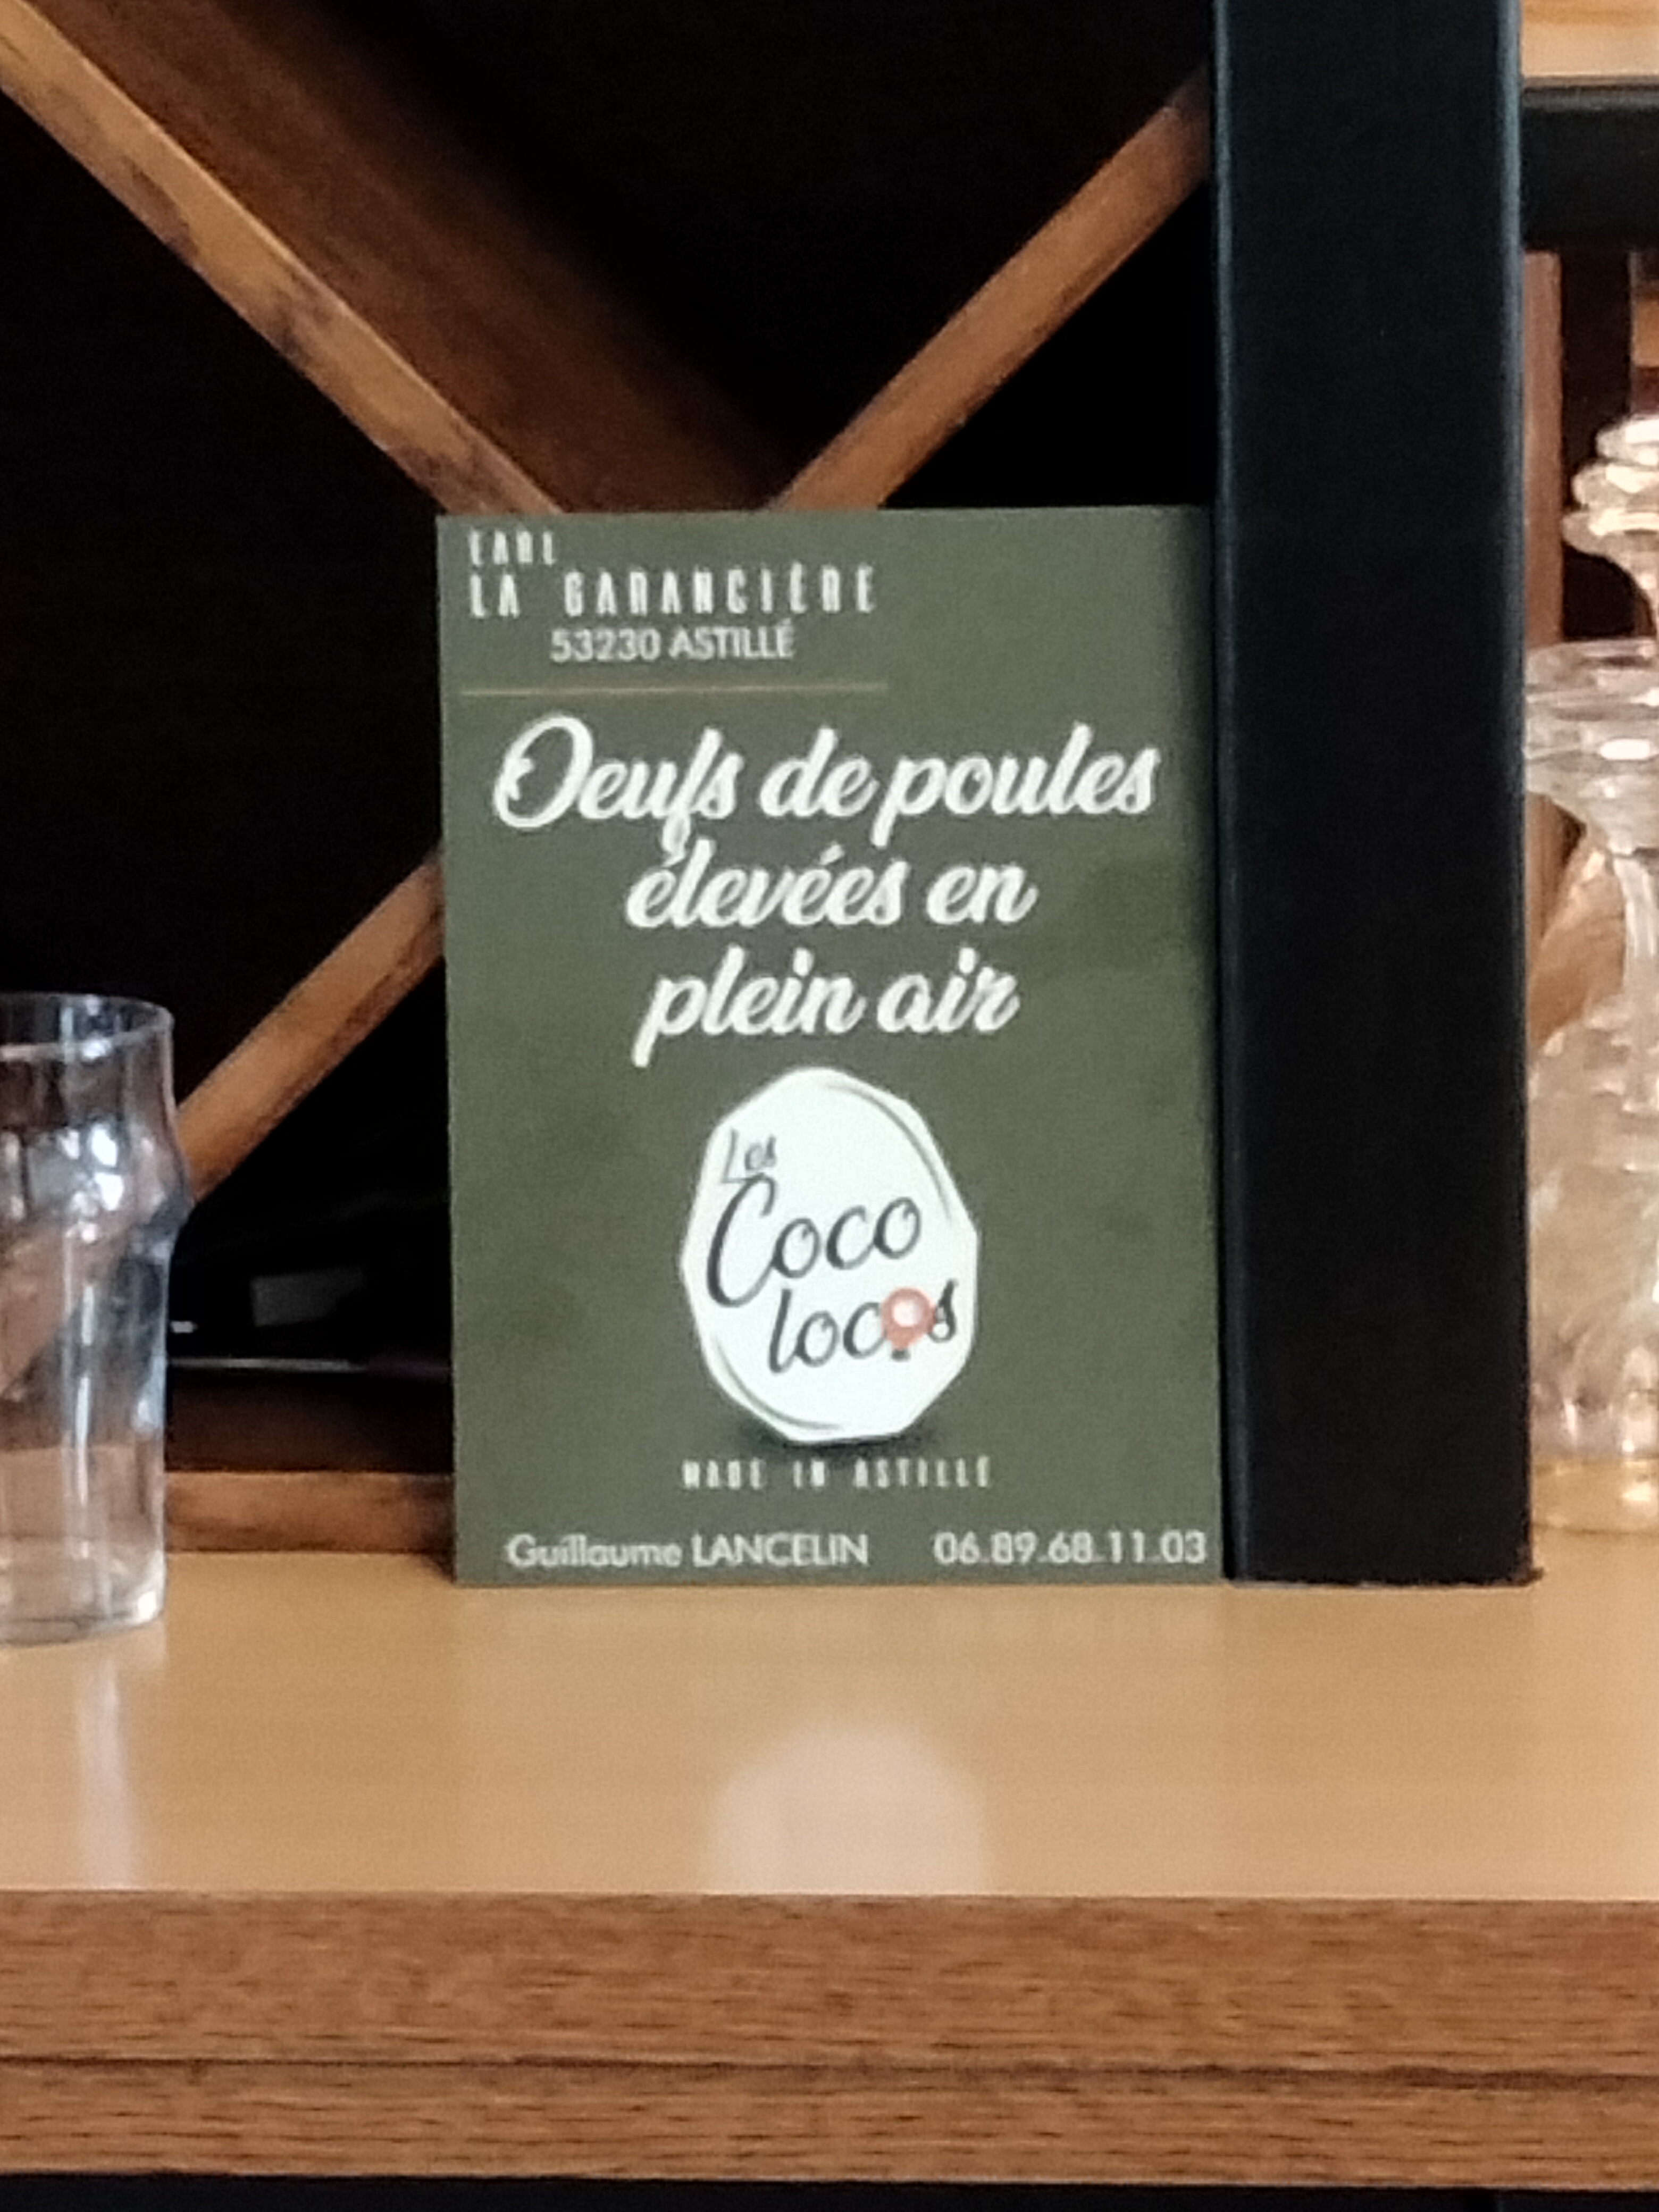 EARL
LA GARANCIÈRE
53230 ASTILLÉ
Oeufs de poules
élevées en
plein air
Les
Coco
locos
MADE IN ASTILLÉ
Guillaume LANCELIN 06.89.68.11.03